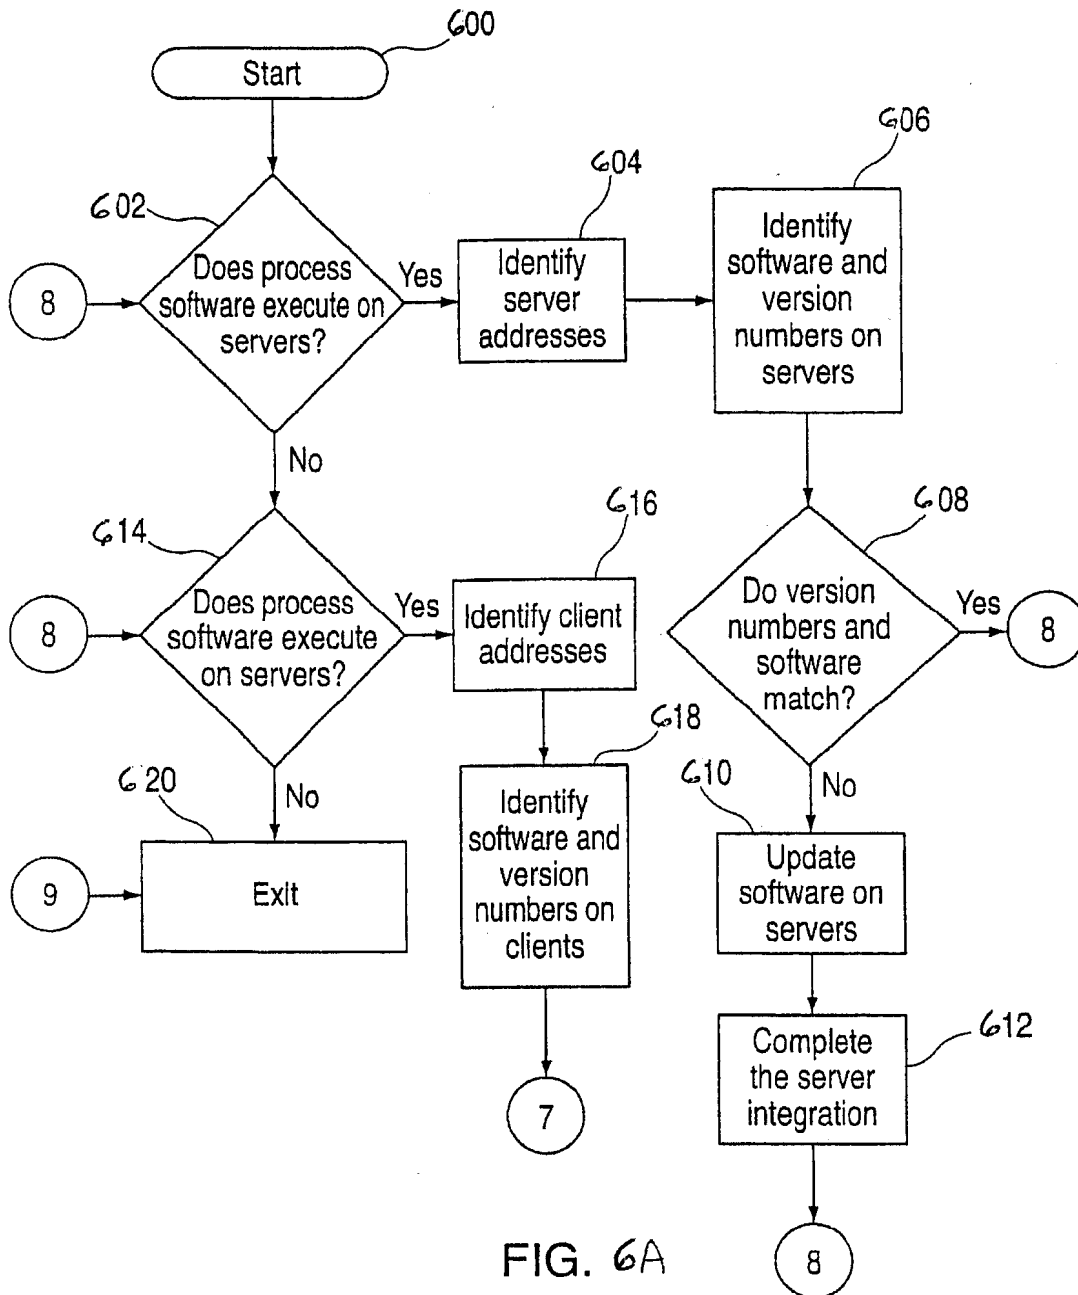 600
Start
606
604
602
Identify
software and
version
numbers on
servers
Does process
software execute on
servers?
8
Yes
Identify
server
addresses
No
608
616
614
Does process
software execute
on servers?
8
Yes
Identify client
addresses
Do version
numbers and
software
match?
Yes
8
618
610
620
No
No
Identify
software and
version
numbers on
clients
Update
software on
servers
9
Exit
612
Complete
the server
integration
7
8
FIG. 6A